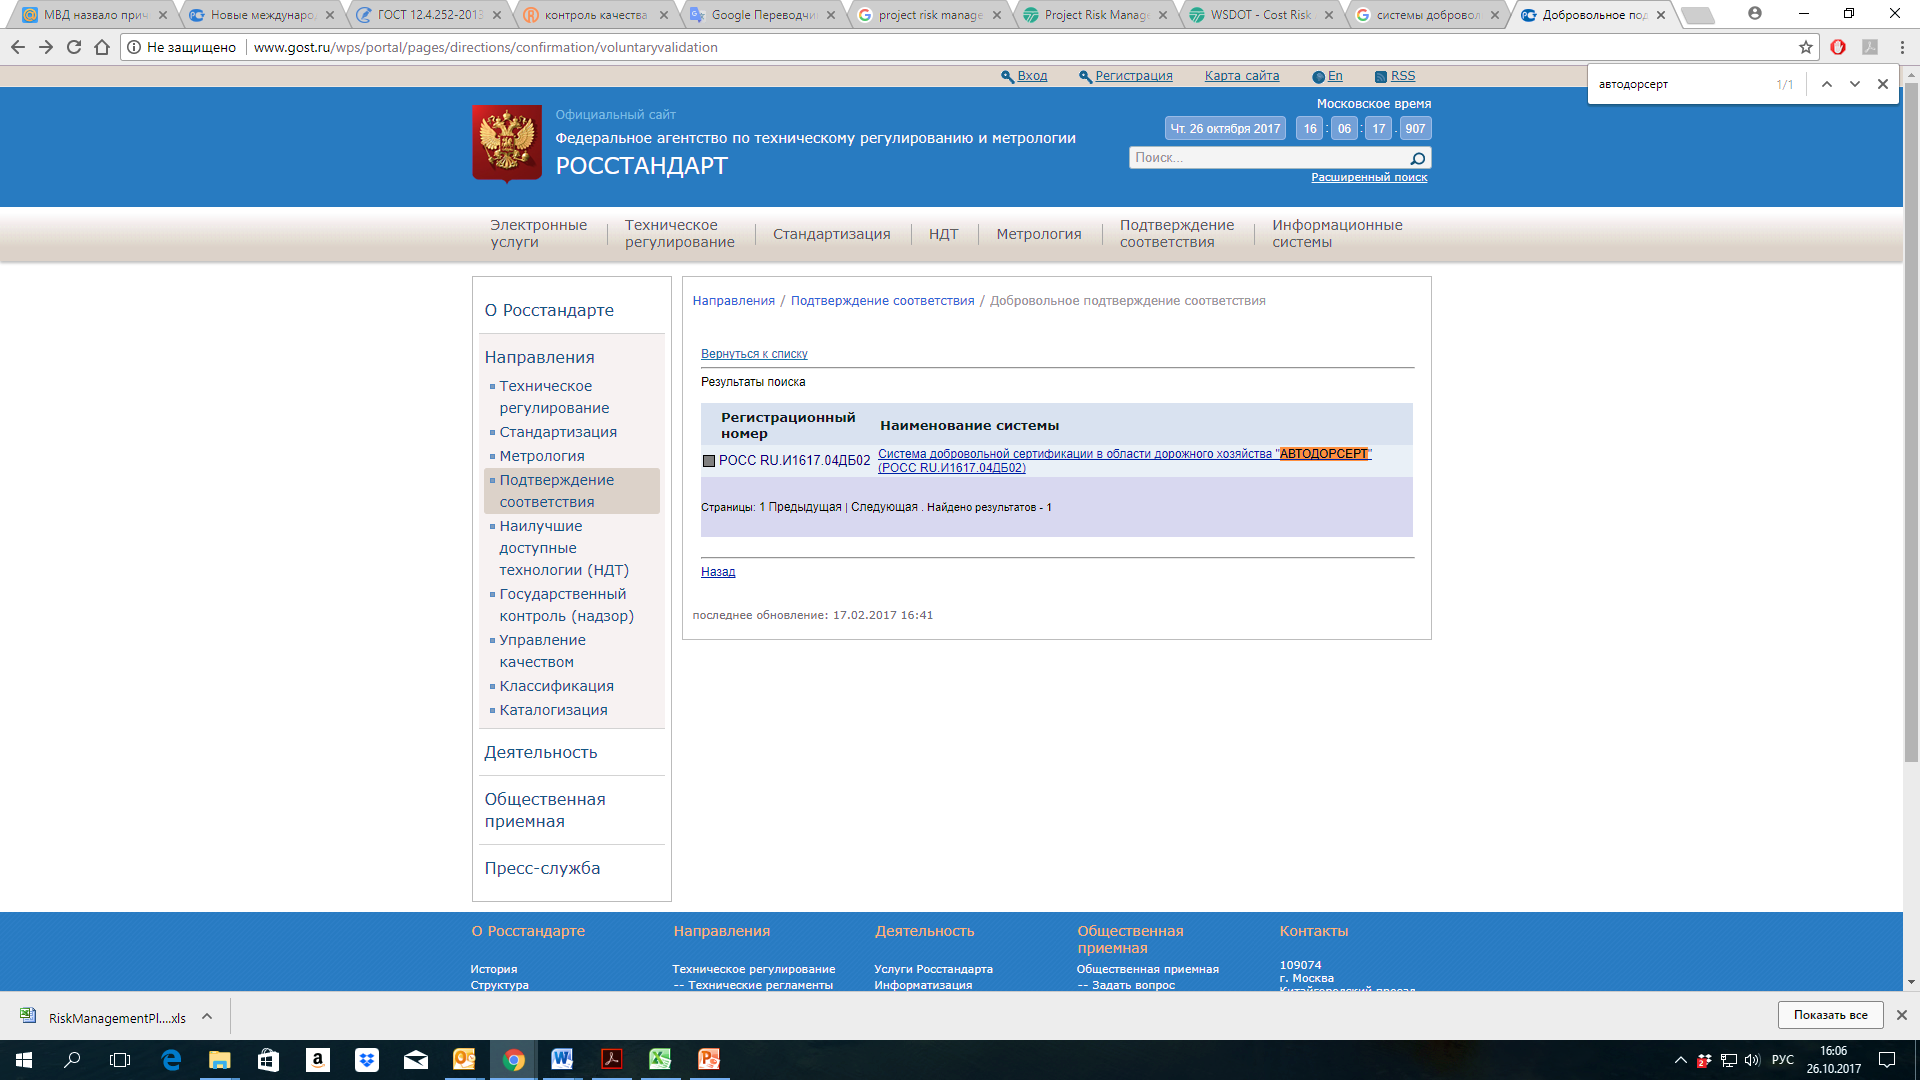 МВД назвало прич
Новые международ
ГОСТ 12.4.252-2013
контроль качества
Google Переводчик
project risk manage
Project Risk Manag
WSDOT - Cost Risk
системы добровол
Добровольное под
Не защищено
www.gost.ru/wps/portal/pages/directions/confirmation/voluntaryvalidation
автодорсерт 1/1
Вход
Регистрация
Карта сайта
En
RSS
Официальный сайт
Федеральное агентство по техническому регулированию и метрологии
РОССТАНДАРТ
Московское время
Чт. 26 октября 2017 16 : 06 : 17 . 907
Поиск...
Расширенный поиск
Электронные
услуги
Техническое
регулирование
Стандартизация
НДТ
Метрология
Подтверждение
соответствия
Информационные
системы
О Росстандарте
Направления
Техническое
регулирование
Стандартизация
Метрология
Подтверждение
соответствия
Наилучшие
доступные
технологии (НДТ)
Государственный
контроль (надзор)
Управление
качеством
Классификация
Каталогизация
Деятельность
Общественная
приемная
Пресс-служба
Направления / Подтверждение соответствия / Добровольное подтверждение соответствия
Вернуться к списку
Результаты поиска
Регистрационный
номер
Наименование системы
РОСС RU.И1617.04ДБ02
Система добровольной сертификации в области дорожного хозяйства "АВТОДОРСЕРТ"
(РОСС RU.И1617.04ДБ02)
Страницы: 1 Предыдущая | Следующая . Найдено результатов - 1
Назад
последнее обновление: 17.02.2017 16:41
О Росстандарте
История
Структура
Направления
Техническое регулирование
-- Технические регламенты
Деятельность
Услуги Росстандарта
Информатизация
Общественная
приемная
Общественная приемная
-- Задать вопрос
Контакты
109074
г. Москва
Китайгородский проезд
RiskManagementPl....xls
Показать все
РУС
16:06
26.10.2017